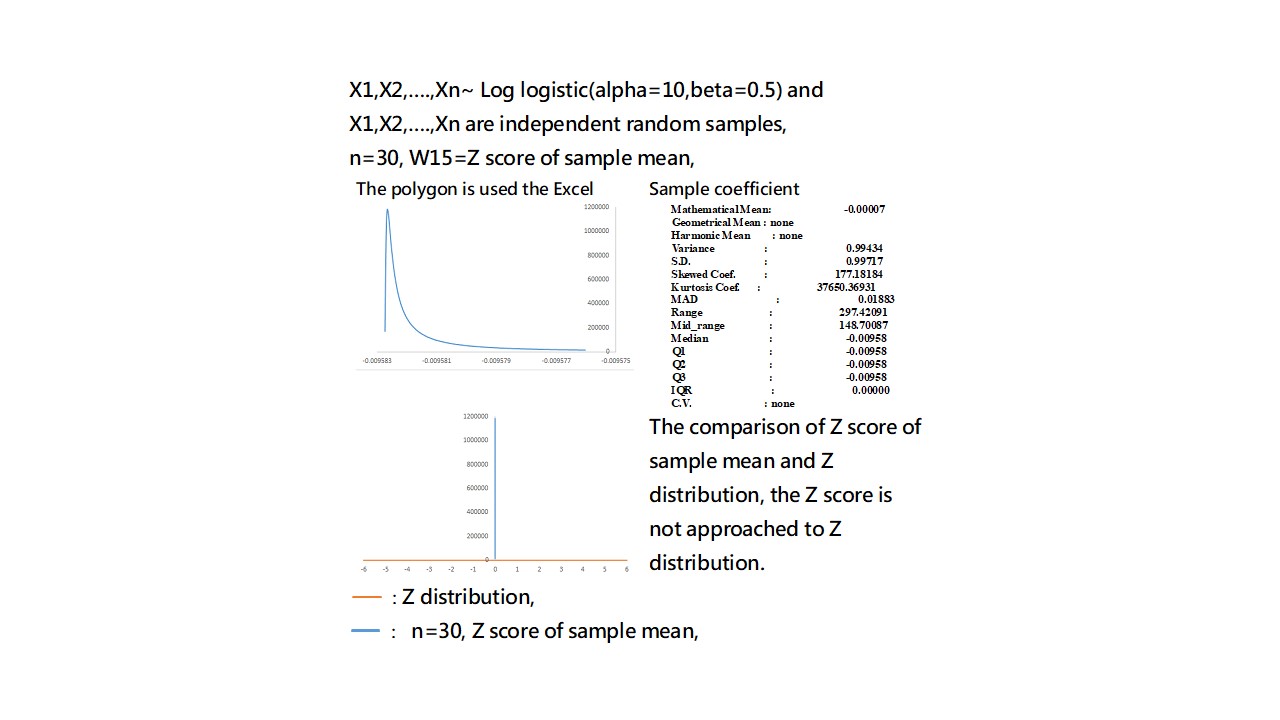 X1,X2,....,Xn~ Log logistic(alpha=10,beta=0.5) and
X1,X2,....,Xn are independent random samples,
n=30, W15=Z score of sample mean,
The polygon is used the Excel
1200000
1000000
800000
600000
400000
200000
0
-0.009583 -0.009581 -0.009579 -0.009577 -0.009575
Sample coefficient
Mathematical Mean: -0.00007
Geometrical Mean : none
Harmonic Mean : none
Variance : 0.99434
S.D. : 0.99717
Skewed Coef. : 177.18184
Kurtosis Coef. : 37650.36931
MAD : 0.01883
Range : 297.42091
Mid_range : 148.70087
Median : -0.00958
Q1 : -0.00958
Q2 : -0.00958
Q3 : -0.00958
IQR : 0.00000
C.V. : none
1200000
1000000
800000
600000
400000
200000
0
-6 -5 -4 -3 -2 -1 0 1 2 3 4 5 6
The comparison of Z score of
sample mean and Z
distribution, the Z score is
not approached to Z
distribution.
: Z distribution,
: n=30, Z score of sample mean,